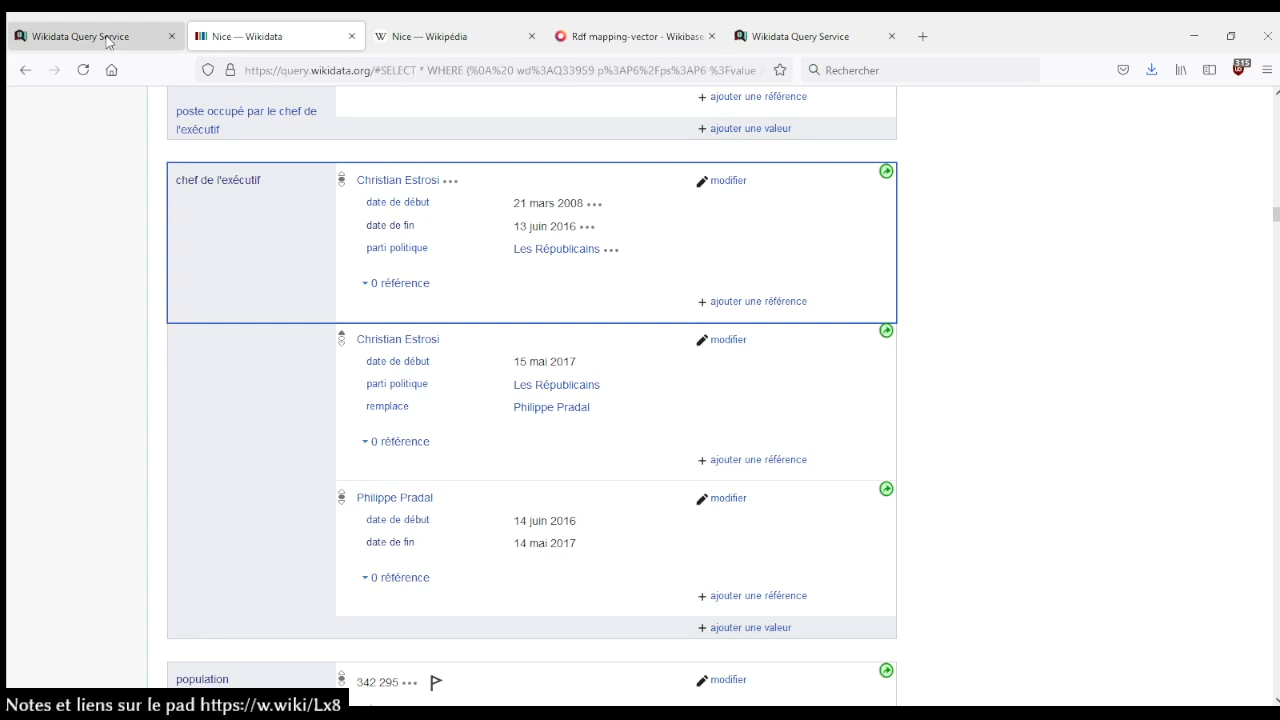 Wikidata Query Service
Nice — Wikidata
Nice — Wikipédia
Rdf mapping-vector - Wikibase
Wikidata Query Service
https://query.wikidata.org/#SELECT * WHERE {%0A%20 wd%3AQ33959 p%3AP6%2Fps%3AP6 %3Fvalue
Rechercher
315
poste occupé par le chef de l'exécutif
+ ajouter une référence
+ ajouter une valeur
chef de l'exécutif
Christian Estrosi •••
modifier
date de début 21 mars 2008 •••
date de fin 13 juin 2016 •••
parti politique Les Républicains •••
0 référence
+ ajouter une référence
Christian Estrosi
modifier
date de début 15 mai 2017
parti politique Les Républicains
remplace Philippe Pradal
0 référence
+ ajouter une référence
Philippe Pradal
modifier
date de début 14 juin 2016
date de fin 14 mai 2017
0 référence
+ ajouter une référence
+ ajouter une valeur
population
342 295 •••
modifier
Notes et liens sur le pad https://w.wiki/Lx8